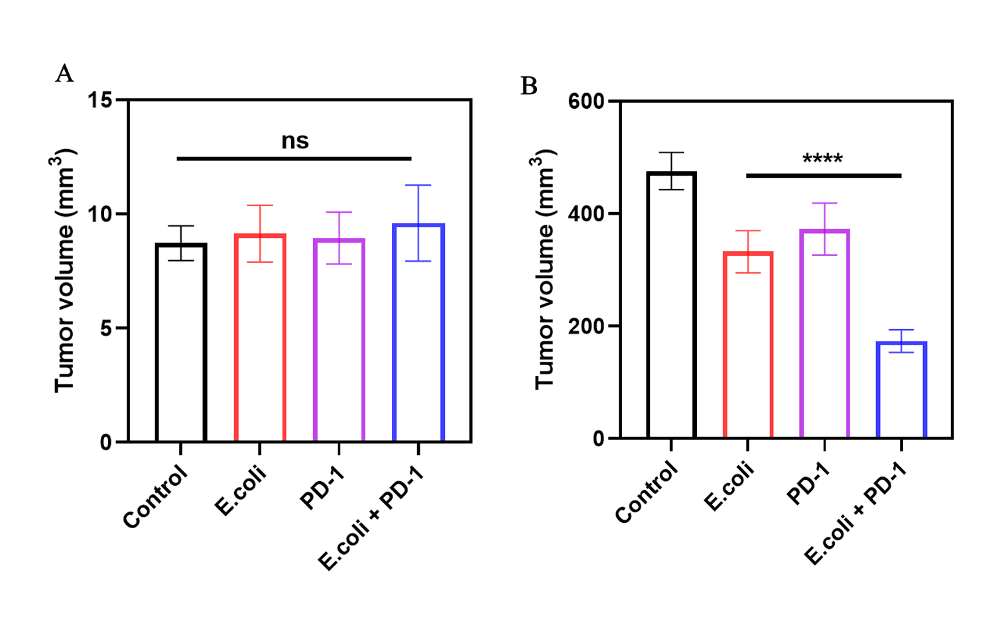 A
Tumor volume (mm³)
15
10
5
0
ns
Control
E.coli
PD-1
E.coli + PD-1
B
Tumor volume (mm³)
600
400
200
0
****
Control
E.coli
PD-1
E.coli + PD-1